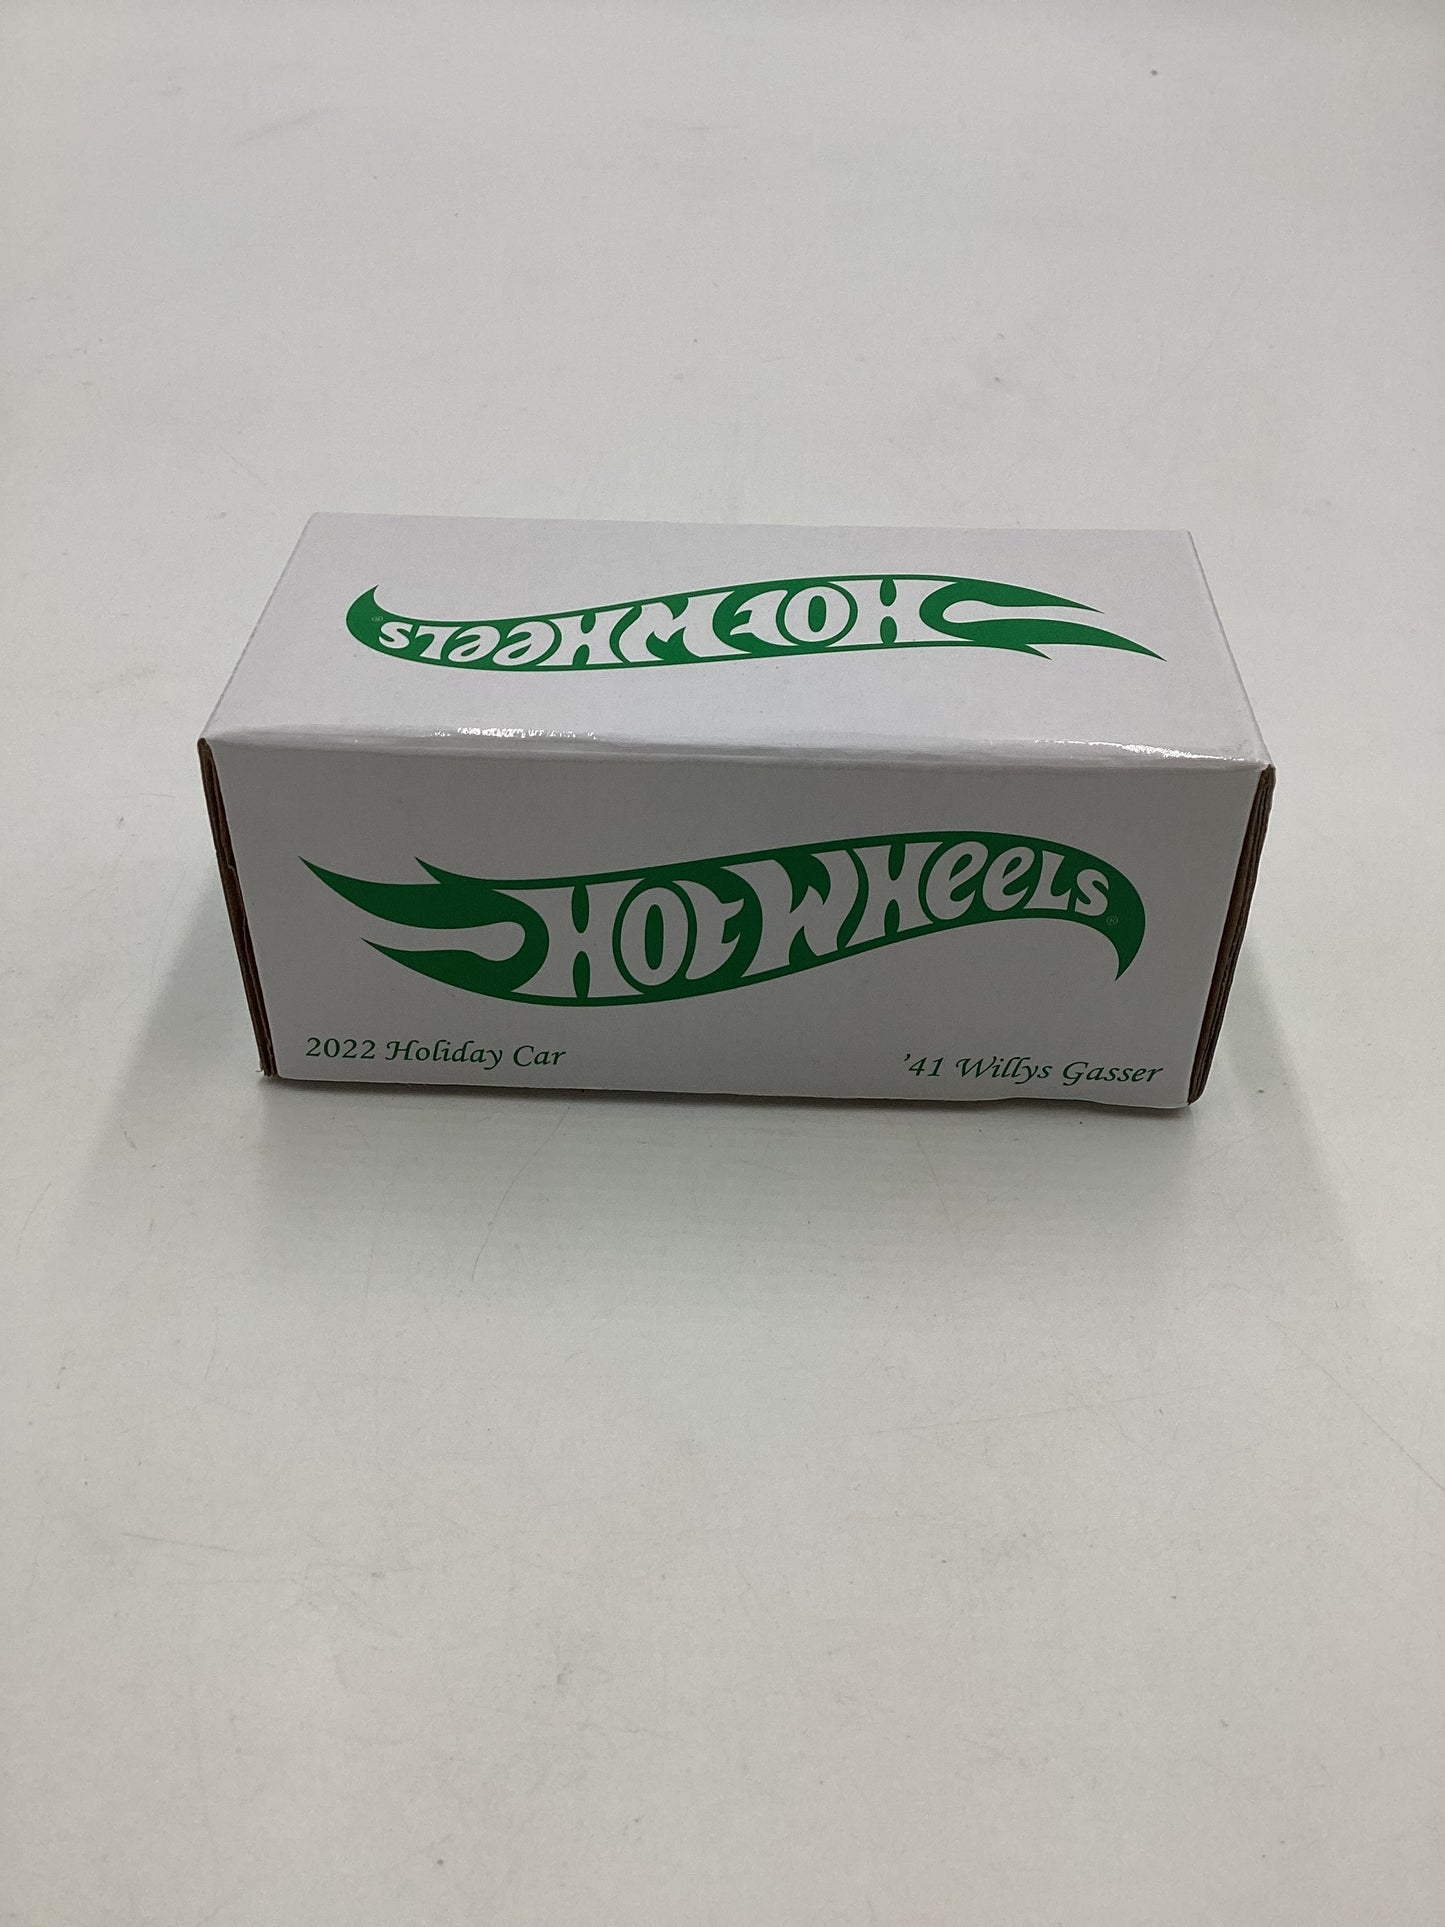 HOT WHEELS ®
HOT WHEELS ®
2022 Holiday Car
'41 Willys Gasser